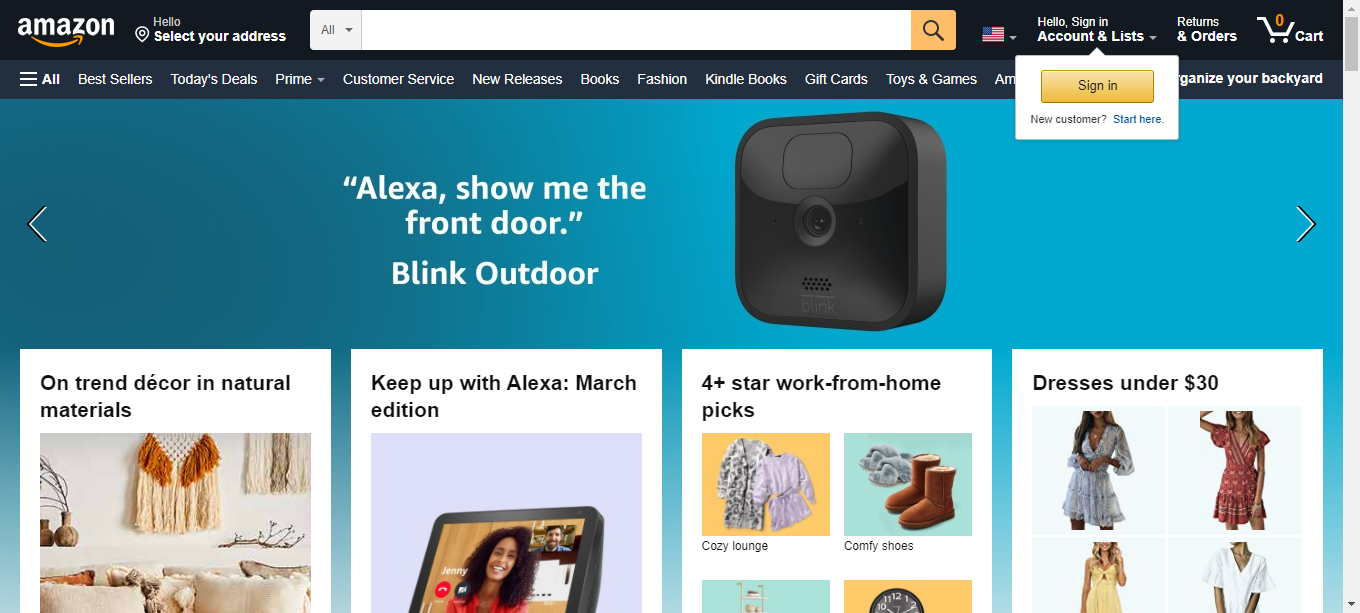 amazon
Hello
Select your address
All
Hello, Sign in
Account & Lists
Returns
& Orders
0
Cart
All
Best Sellers
Today's Deals
Prime
Customer Service
New Releases
Books
Fashion
Kindle Books
Gift Cards
Toys & Games
Am
rganize your backyard
Sign in
New customer? Start here.
“Alexa, show me the
front door.”
Blink Outdoor
blink
On trend décor in natural
materials
Keep up with Alexa: March
edition
Jenny
4+ star work-from-home
picks
Cozy lounge
Comfy shoes
Dresses under $30